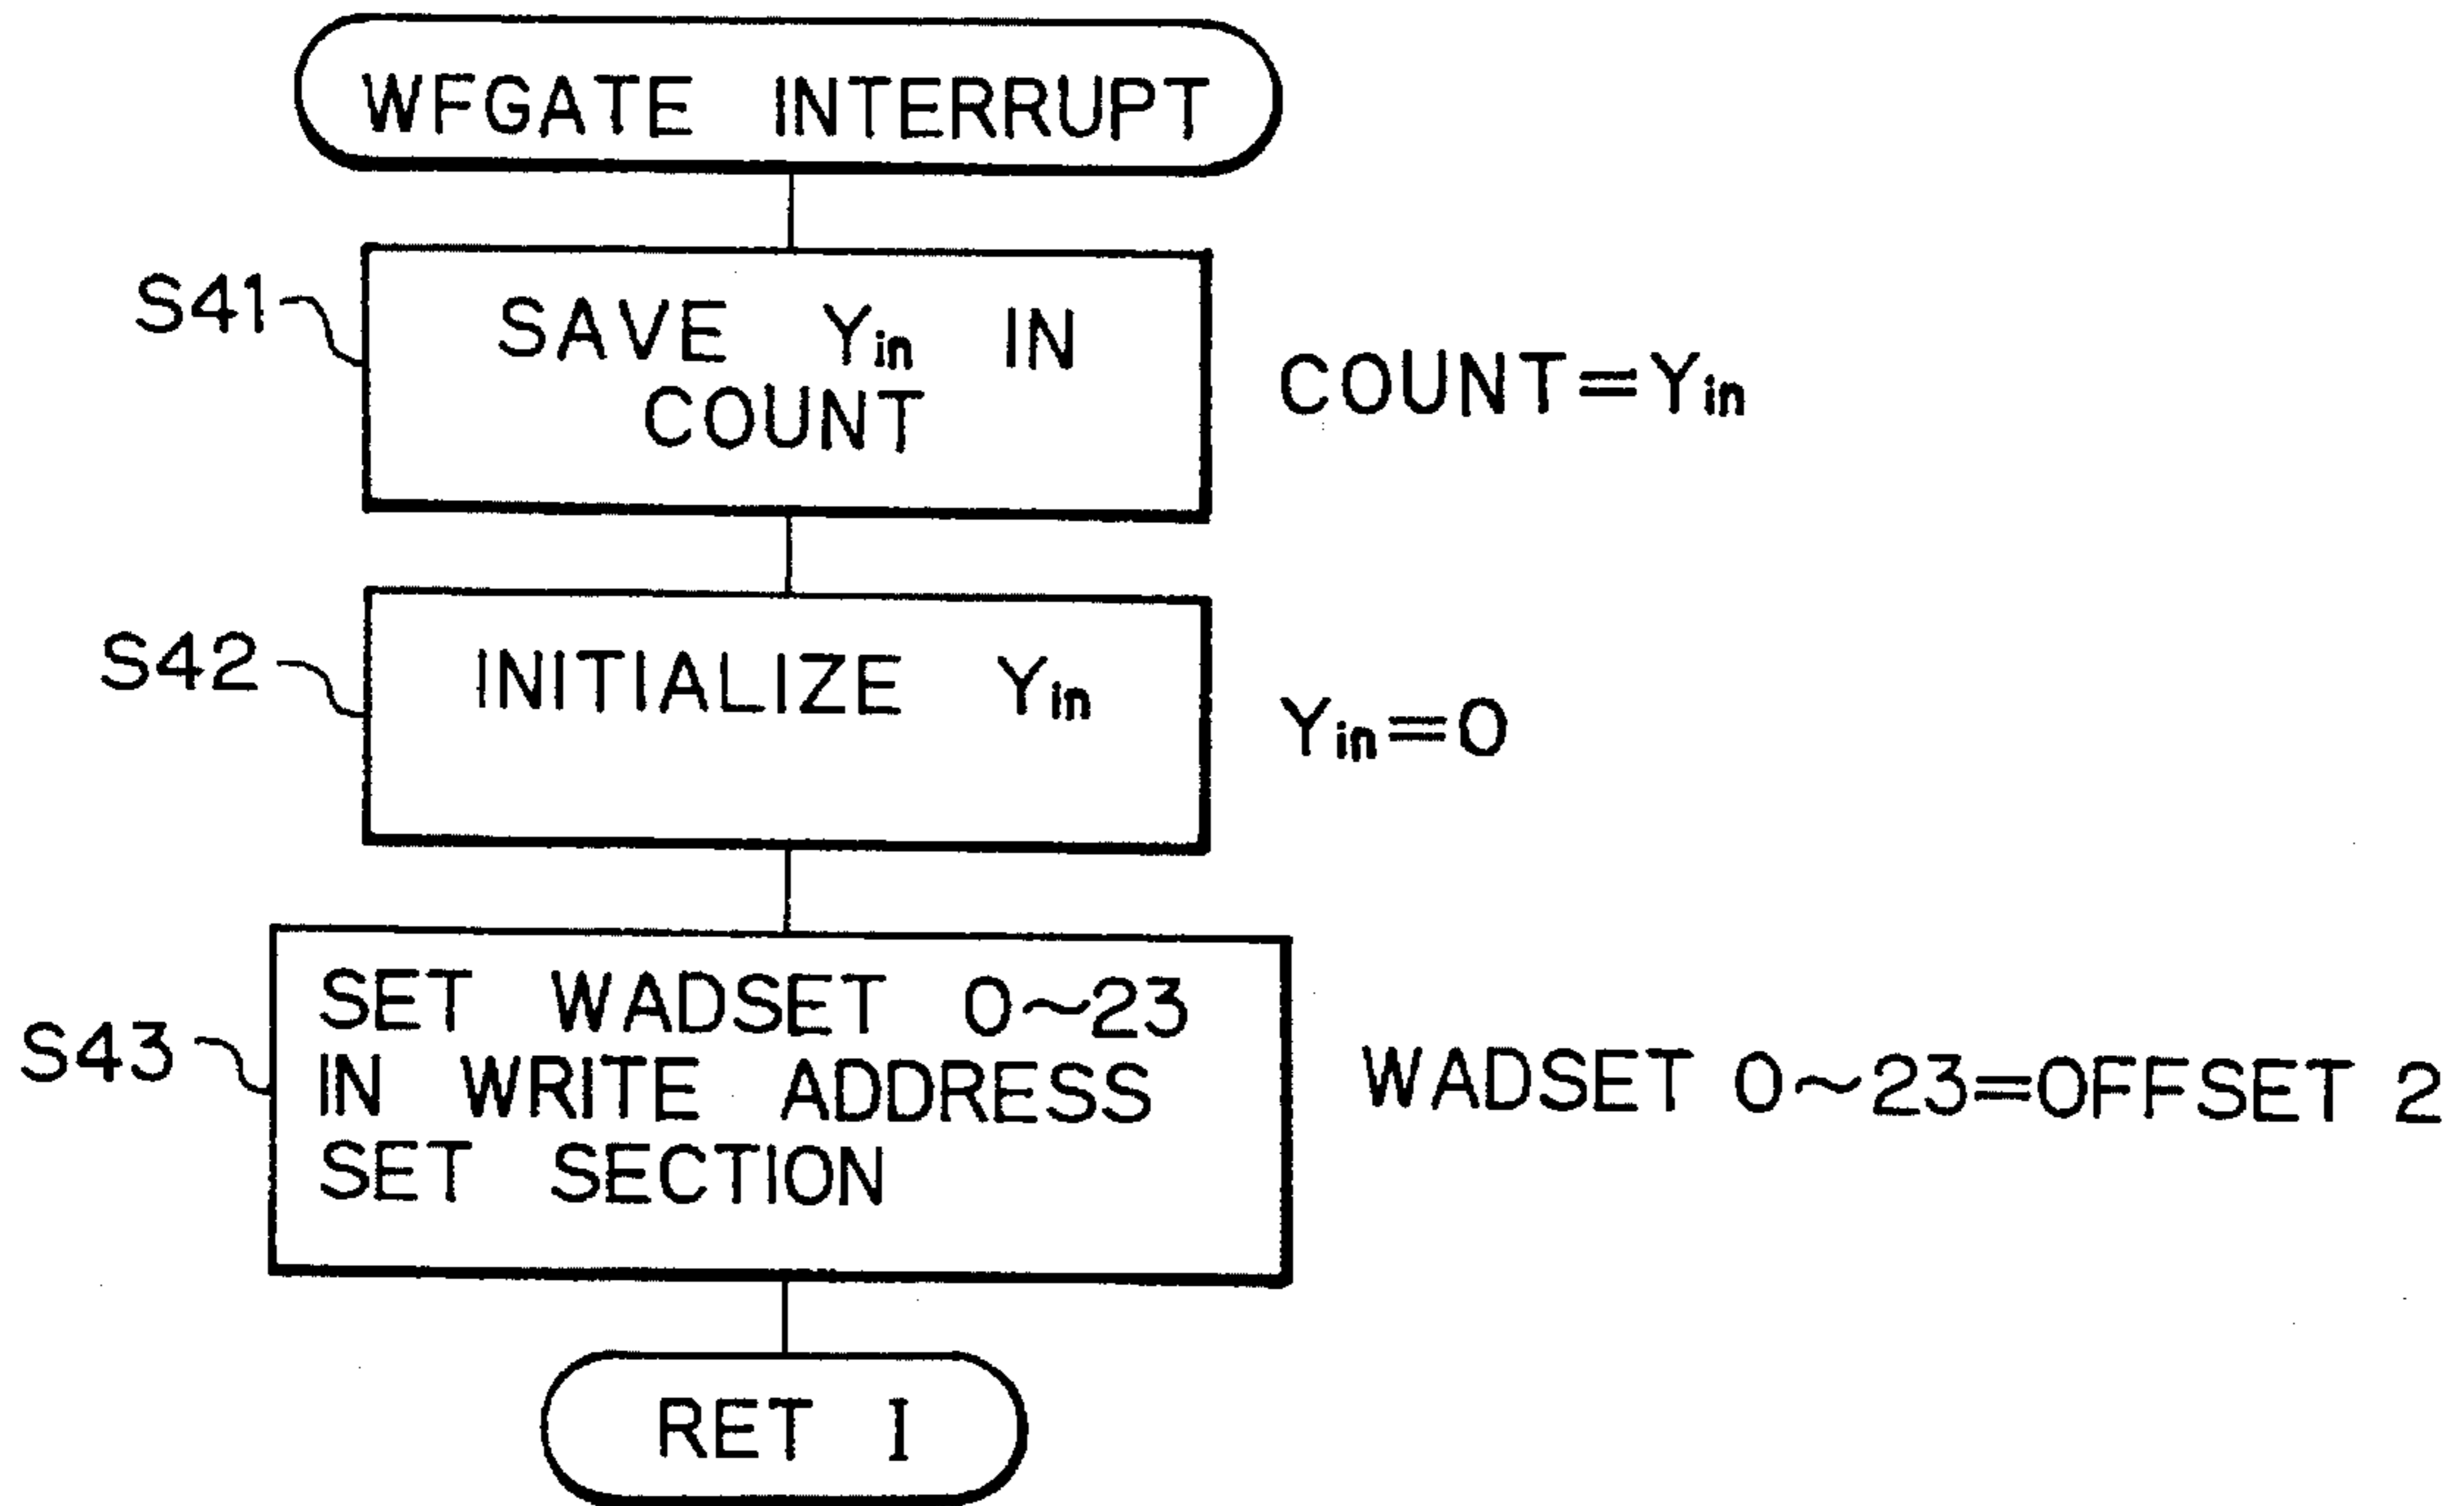 WFGATE INTERRUPT
S41
SAVE Yin IN
COUNT
COUNT=Yin
S42
INITIALIZE Yin
Yin=0
S43
SET WADSET 0~23
IN WRITE ADDRESS
SET SECTION
WADSET 0~23=OFFSET 2
RET I